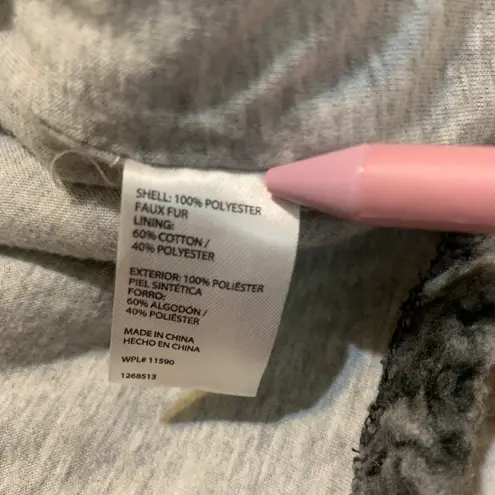 SHELL: 100% POLYESTER
FAUX FUR
LINING:
60% COTTON /
40% POLYESTER
EXTERIOR: 100% POLIÉSTER
PIEL SINTÉTICA
FORRO:
60% ALGODÓN /
40% POLIÉSTER
MADE IN CHINA
HECHO EN CHINA
WPL# 11590
1268513